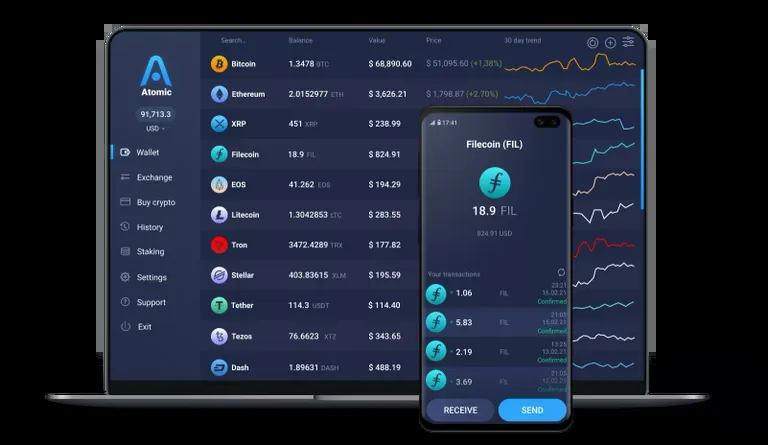 Search.. Balance Value Price 30 day trend
Atomic
91,713.3
USD
Wallet
Exchange
Buy crypto
History
Staking
Settings
Support
Exit
Bitcoin 1.3478 BTC $ 68,890.60 $ 51,095.60 (+1,38%)
Ethereum 2.0152977 ETH $ 3,626.21 $ 1,798.87 (+2.70%)
XRP 451 XRP $ 238.99
Filecoin 18.9 FIL $ 824.91
EOS 41.262 EOS $ 194.29
Litecoin 1.3042853 LTC $ 283.55
Tron 3472.4289 TRX $ 177.82
Stellar 403.83615 XLM $ 195.59
Tether 114.3 USDT $ 114.40
Tezos 76.6623 XTZ $ 343.65
Dash 1.89631 DASH $ 488.19
17:41
Filecoin (FIL)
18.9 FIL
824.91 USD
Your transactions
23:21
+ 1.06 FIL 16.02.21
Confirmed
21:05
+ 5.83 FIL 15.02.21
Confirmed
13:25
+ 2.19 FIL 13.02.21
Confirmed
21:05
+ 3.69 FIL
Confirmed
RECEIVE SEND